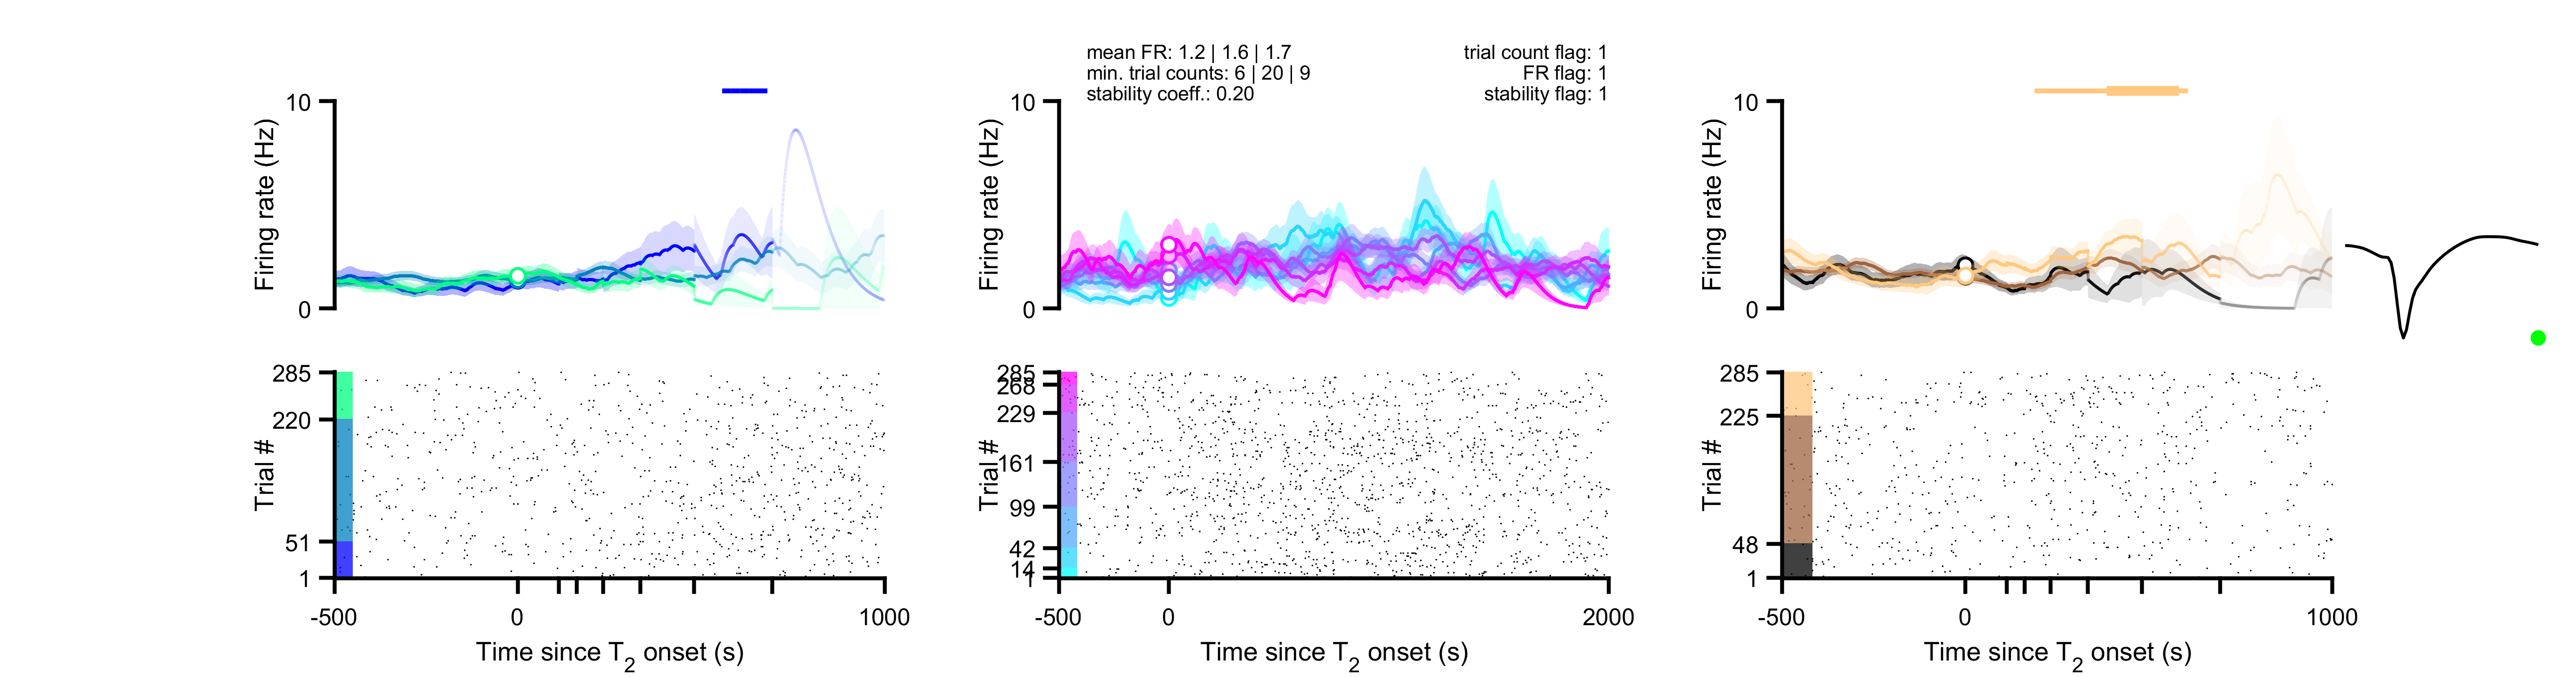 mean FR: 1.2 | 1.6 | 1.7
min. trial counts: 6 | 20 | 9
stability coeff.: 0.20
trial count flag: 1
FR flag: 1
stability flag: 1
10
0
Firing rate (Hz)
285
220
51
1
Trial #
-500
0
1000
Time since T2 onset (s)
10
0
Firing rate (Hz)
285
268
229
161
99
42
14
1
Trial #
-500
0
2000
Time since T2 onset (s)
10
0
Firing rate (Hz)
285
225
48
1
Trial #
-500
0
1000
Time since T2 onset (s)